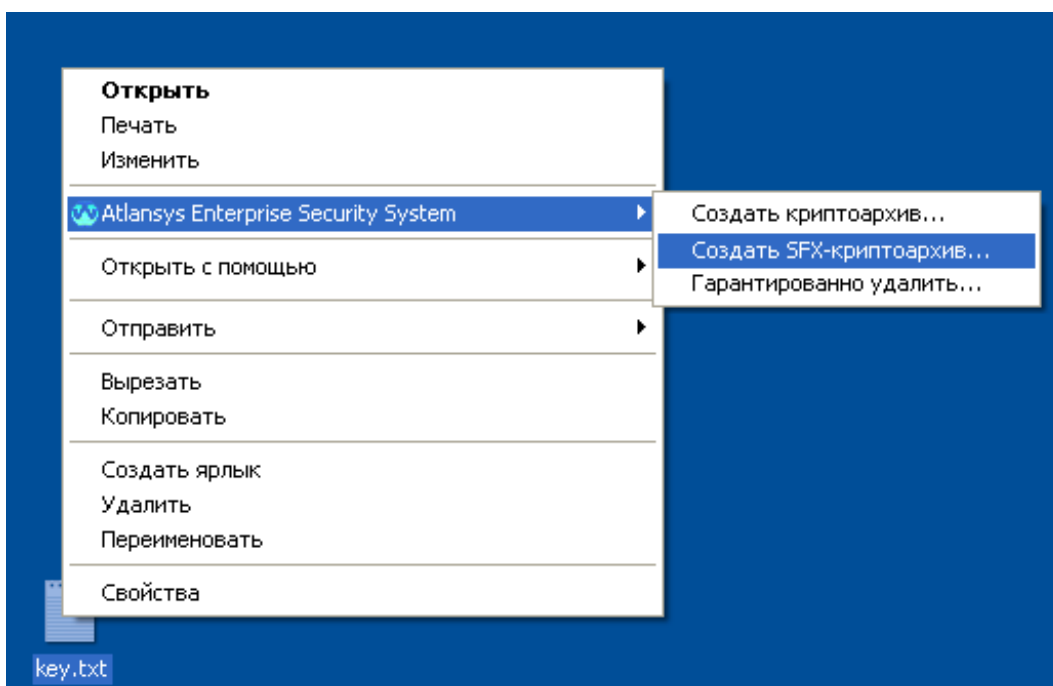 Открыть
Печать
Изменить
Atlansys Enterprise Security System
Создать криптоархив...
Создать SFX-криптоархив...
Гарантированно удалить...
Открыть с помощью
Отправить
Вырезать
Копировать
Создать ярлык
Удалить
Переименовать
Свойства
key.txt